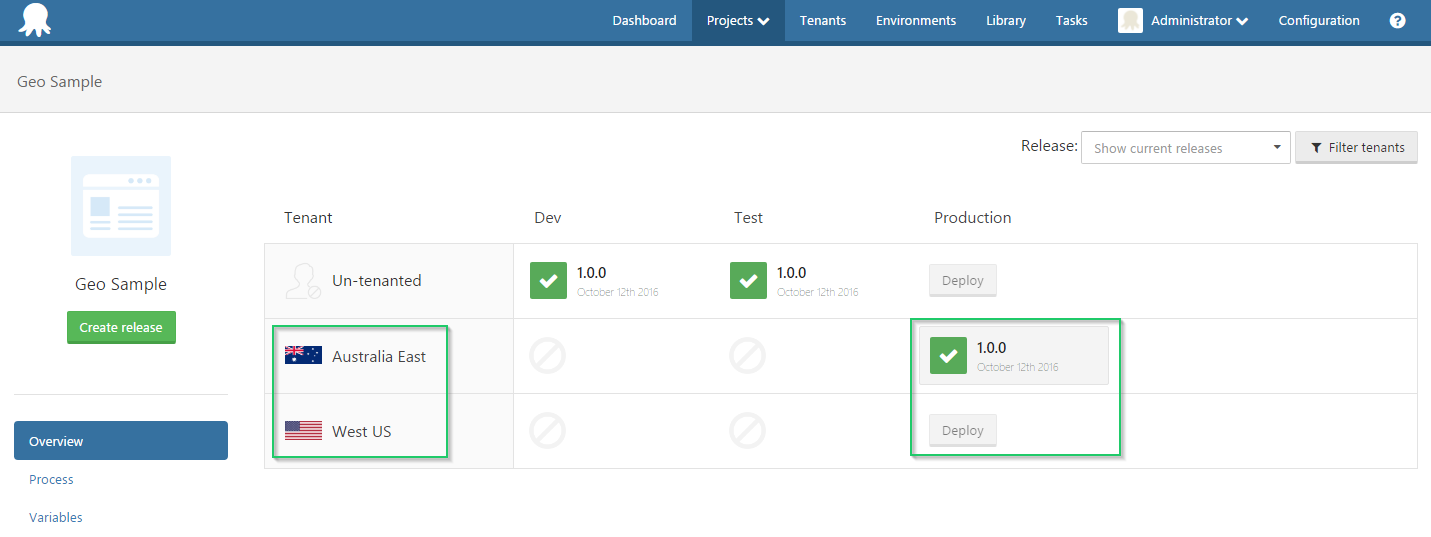 Dashboard Projects Tenants Environments Library Tasks Administrator Configuration ?
Geo Sample
Release: Show current releases Filter tenants
Tenant Dev Test Production
Geo Sample
Create release
Un-tenanted 1.0.0 1.0.0 Deploy
October 12th 2016 October 12th 2016
Australia East 1.0.0
October 12th 2016
West US Deploy
Overview
Process
Variables